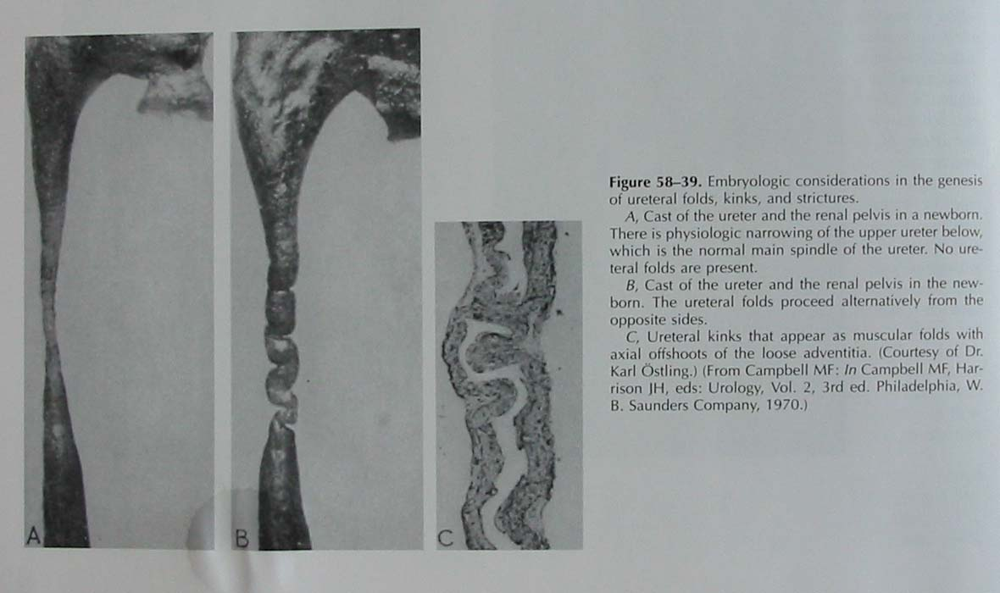 A
B
C
Figure 58–39. Embryologic considerations in the genesis
of ureteral folds, kinks, and strictures.
A, Cast of the ureter and the renal pelvis in a newborn.
There is physiologic narrowing of the upper ureter below,
which is the normal main spindle of the ureter. No ure-
teral folds are present.
B, Cast of the ureter and the renal pelvis in the new-
born. The ureteral folds proceed alternatively from the
opposite sides.
C, Ureteral kinks that appear as muscular folds with
axial offshoots of the loose adventitia. (Courtesy of Dr.
Karl Östling.) (From Campbell MF: In Campbell MF, Har-
rison JH, eds: Urology, Vol. 2, 3rd ed. Philadelphia, W.
B. Saunders Company, 1970.)